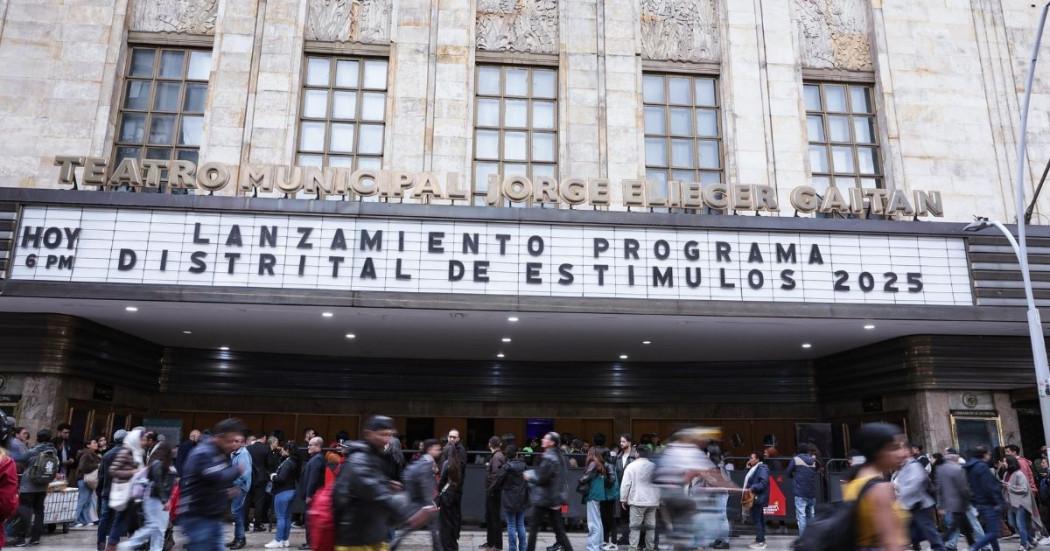 TEATRO MUNICIPAL JORGE ELIECER GAITAN
HOY
6 PM
LANZAMIENTO PROGRAMA
DISTRITAL DE ESTIMULOS 2025